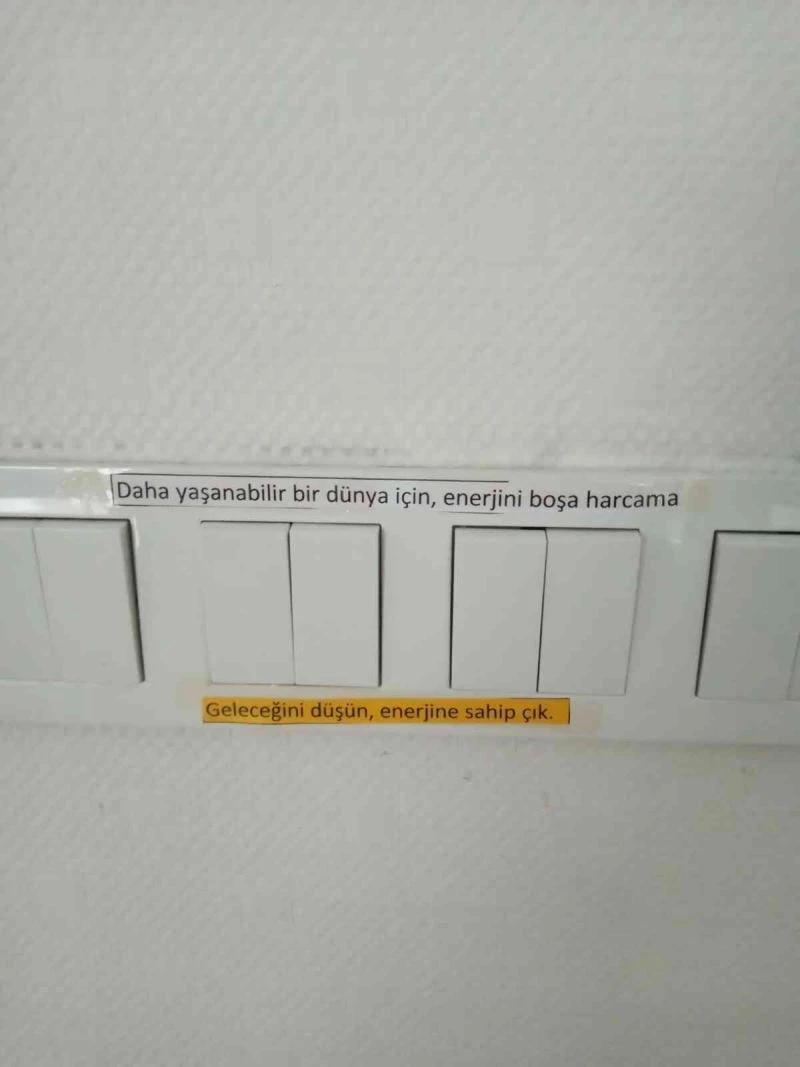 Daha yaşanabilir bir dünya için, enerjini boşa harcama
Geleceğini düşün, enerjine sahip çık.